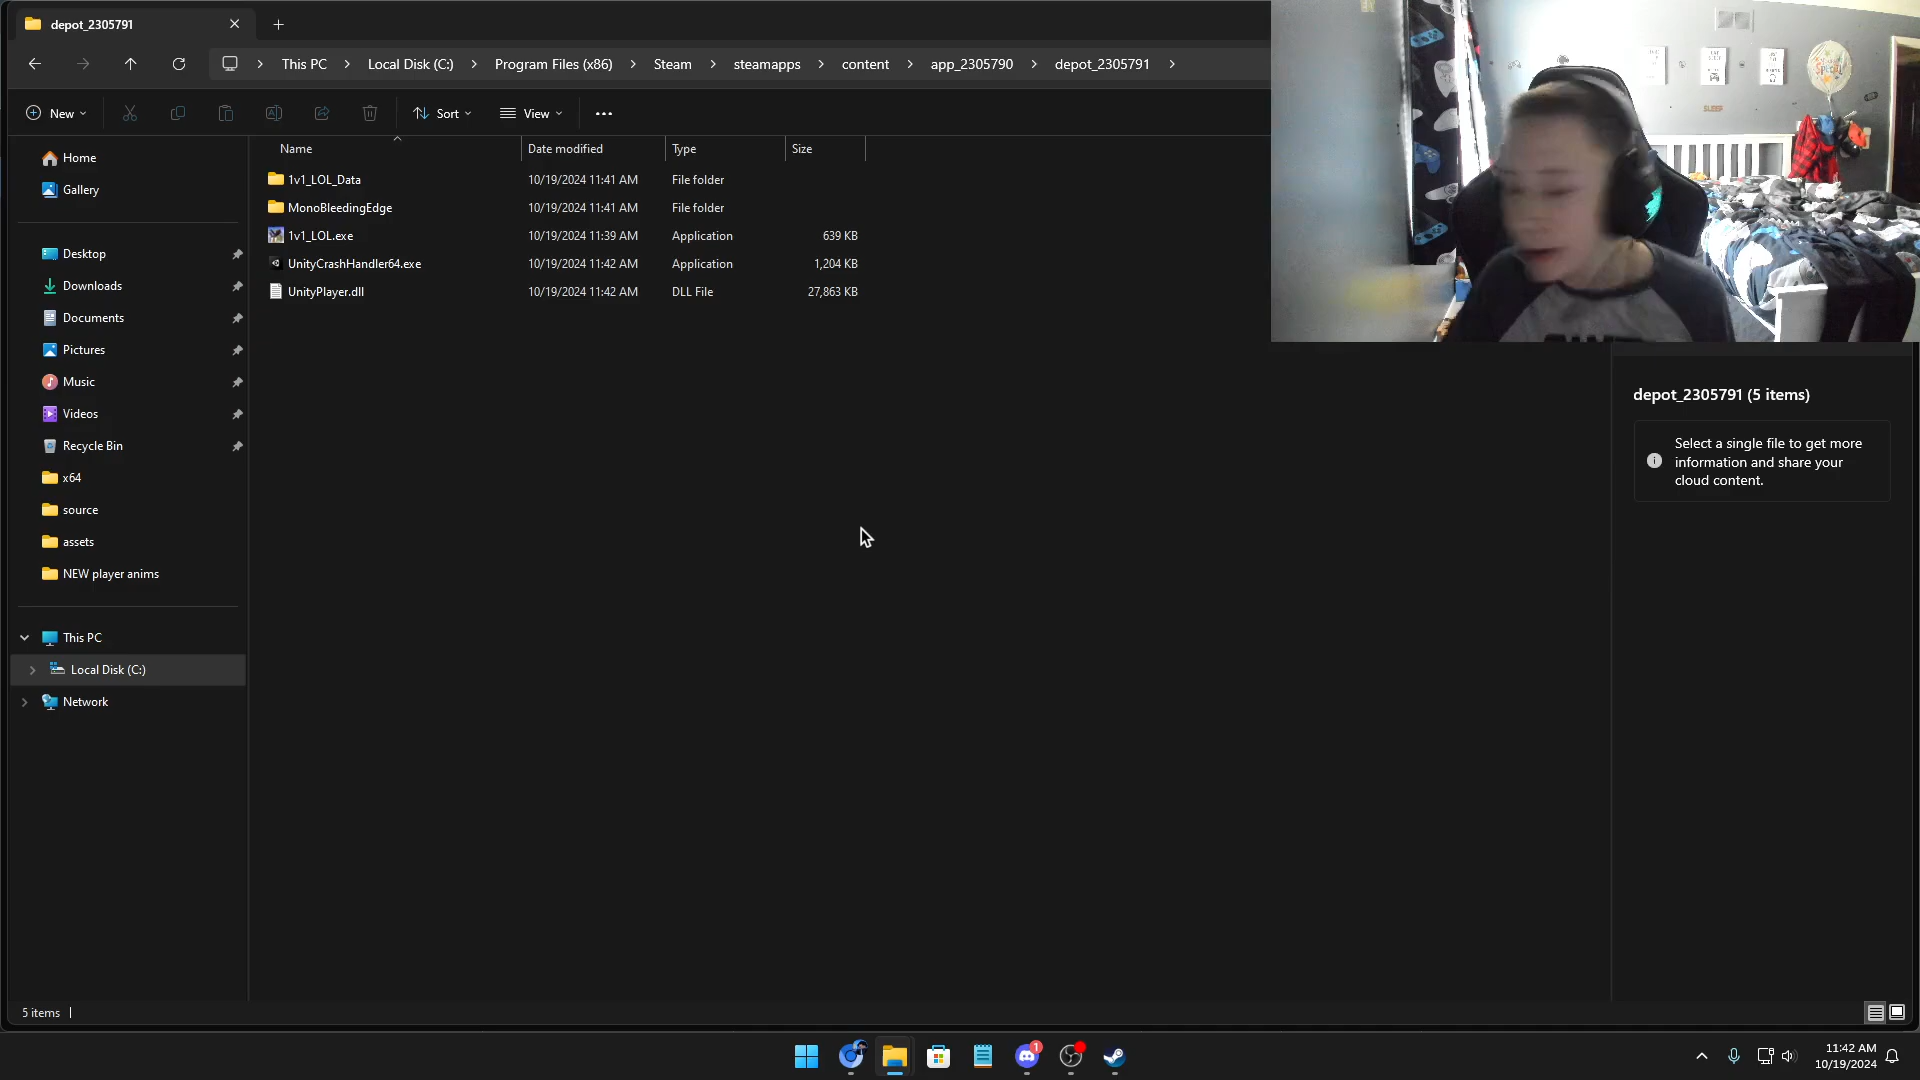 depot_2305791
This PC
Local Disk (C:)
Program Files (x86)
Steam
steamapps
content
app_2305790
depot_2305791
New
Sort
View
Name
Date modified
Type
Size
1v1_LOL_Data
10/19/2024 11:41 AM
File folder
MonoBleedingEdge
10/19/2024 11:41 AM
File folder
1v1_LOL.exe
10/19/2024 11:39 AM
Application
639 KB
UnityCrashHandler64.exe
10/19/2024 11:42 AM
Application
1,204 KB
UnityPlayer.dll
10/19/2024 11:42 AM
DLL File
27,863 KB
Home
Gallery
Desktop
Downloads
Documents
Pictures
Music
Videos
Recycle Bin
x64
source
assets
NEW player anims
This PC
Local Disk (C:)
Network
SLEEP
depot_2305791 (5 items)
Select a single file to get more
information and share your
cloud content.
5 items
1
11:42 AM
10/19/2024